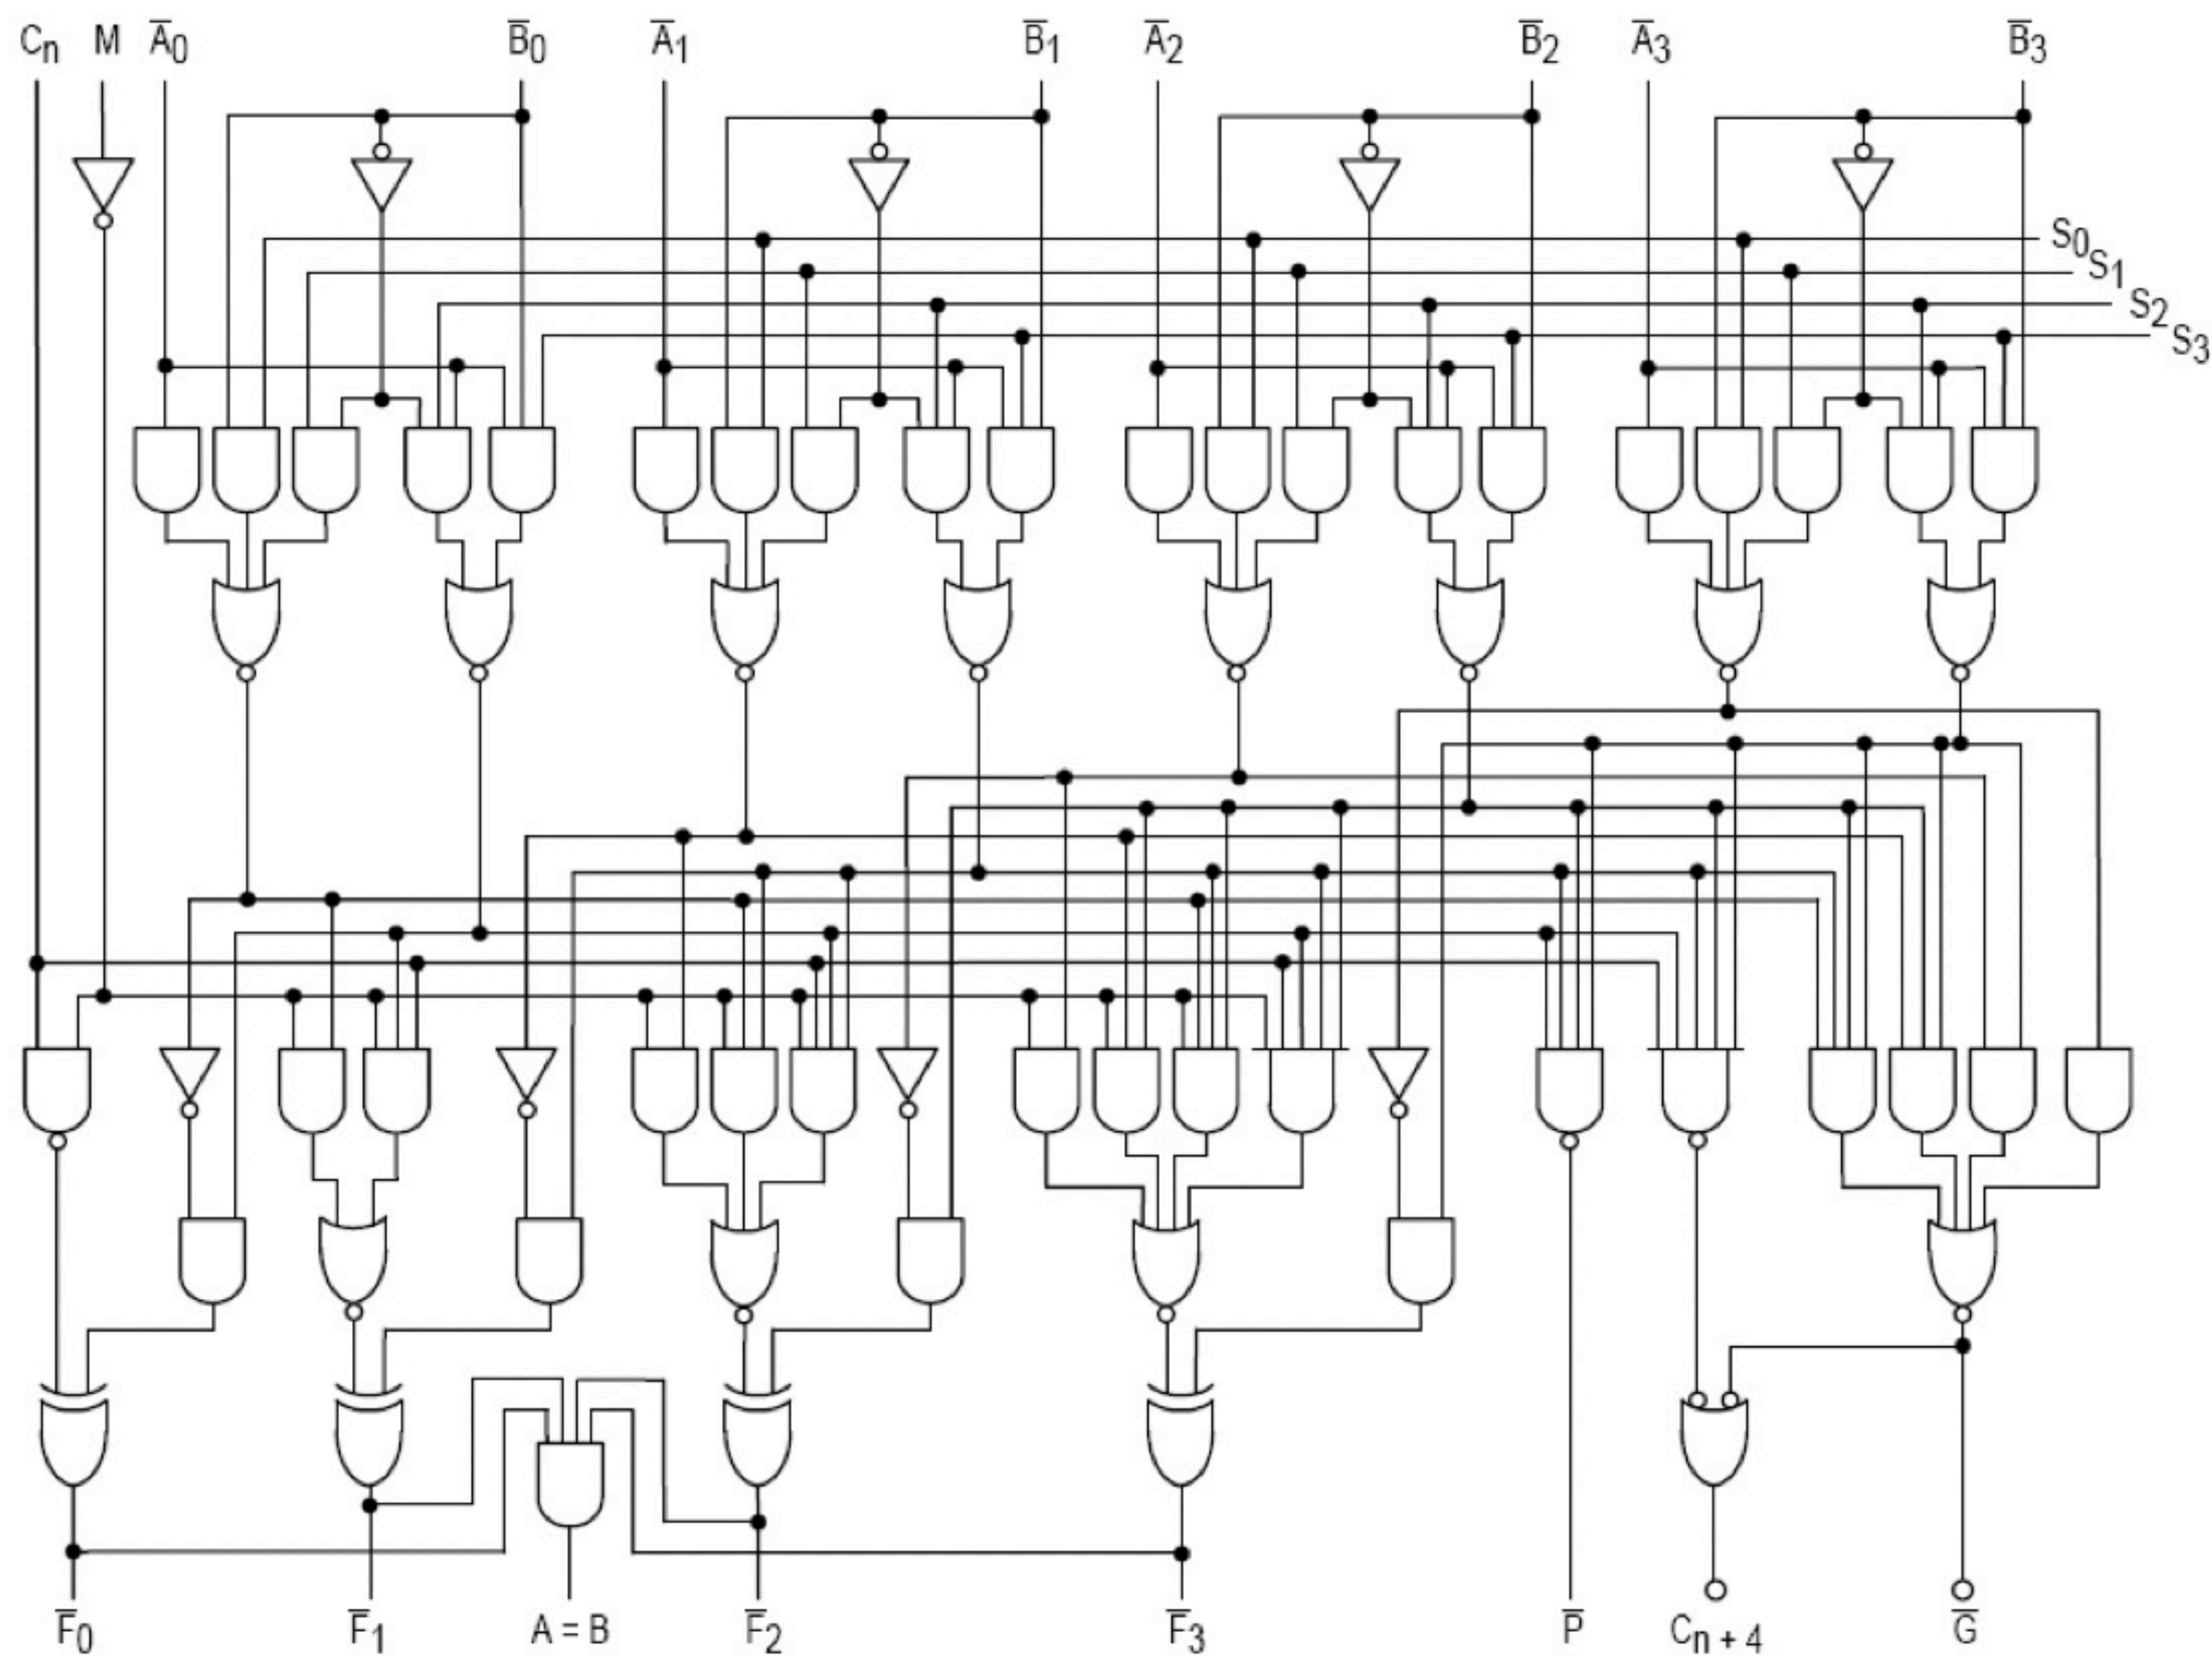 Cn M A̅0 B̅0 A̅1 B̅1 A̅2 B̅2 A̅3 B̅3
S0
S1
S2
S3
F̅0 F̅1 A = B F̅2 F̅3 P̅ Cn + 4 G̅